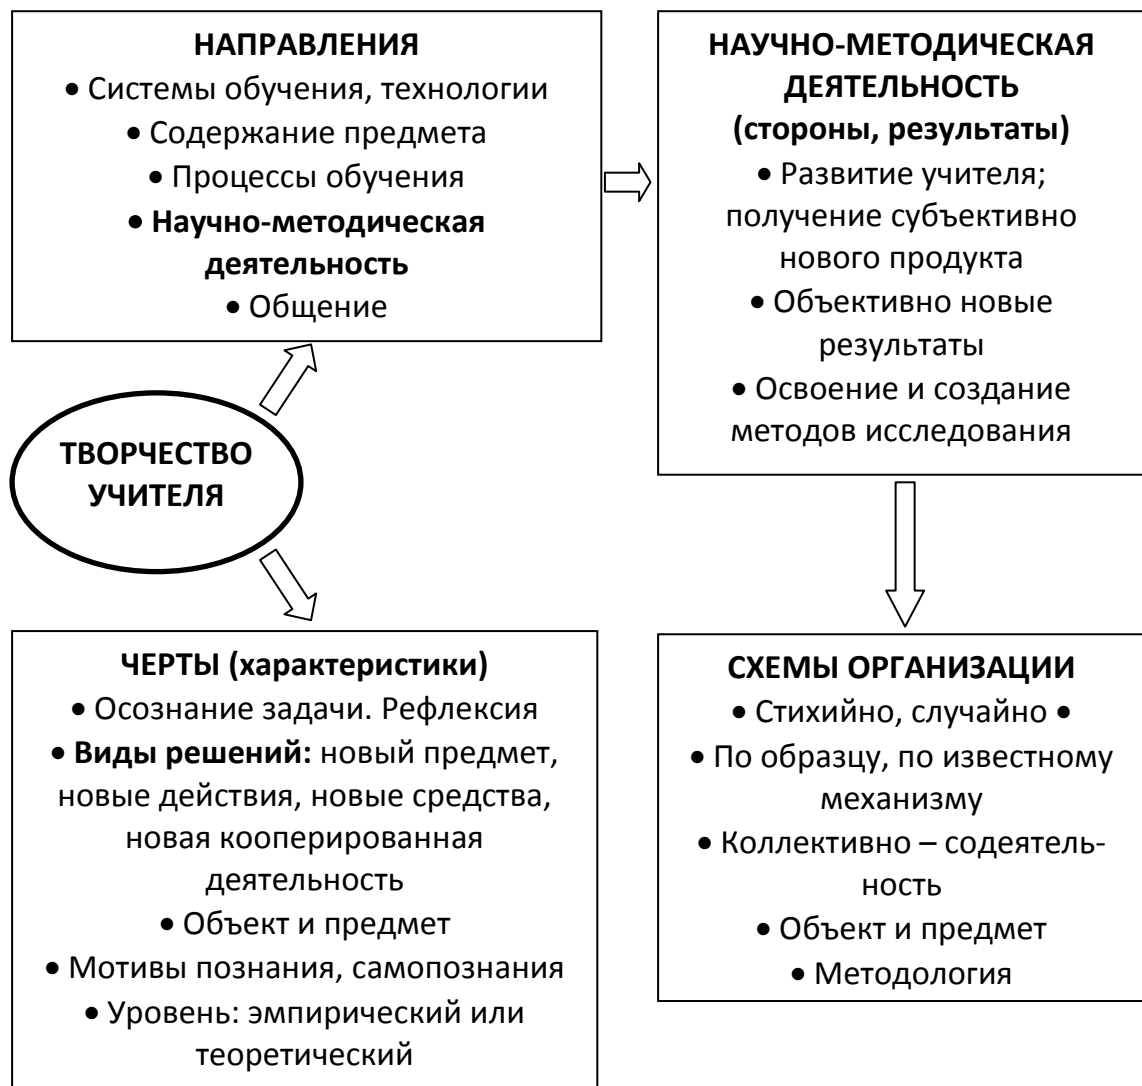 НАПРАВЛЕНИЯ
• Системы обучения, технологии
• Содержание предмета
• Процессы обучения
• Научно-методическая
деятельность
• Общение
НАУЧНО-МЕТОДИЧЕСКАЯ
ДЕЯТЕЛЬНОСТЬ
(стороны, результаты)
• Развитие учителя;
получение субъективно
нового продукта
• Объективно новые
результаты
• Освоение и создание
методов исследования
ТВОРЧЕСТВО
УЧИТЕЛЯ
ЧЕРТЫ (характеристики)
• Осознание задачи. Рефлексия
• Виды решений: новый предмет,
новые действия, новые средства,
новая кооперированная
деятельность
• Объект и предмет
• Мотивы познания, самопознания
• Уровень: эмпирический или
теоретический
СХЕМЫ ОРГАНИЗАЦИИ
• Стихийно, случайно •
• По образцу, по известному
механизму
• Коллективно – содеятель-
ность
• Объект и предмет
• Методология